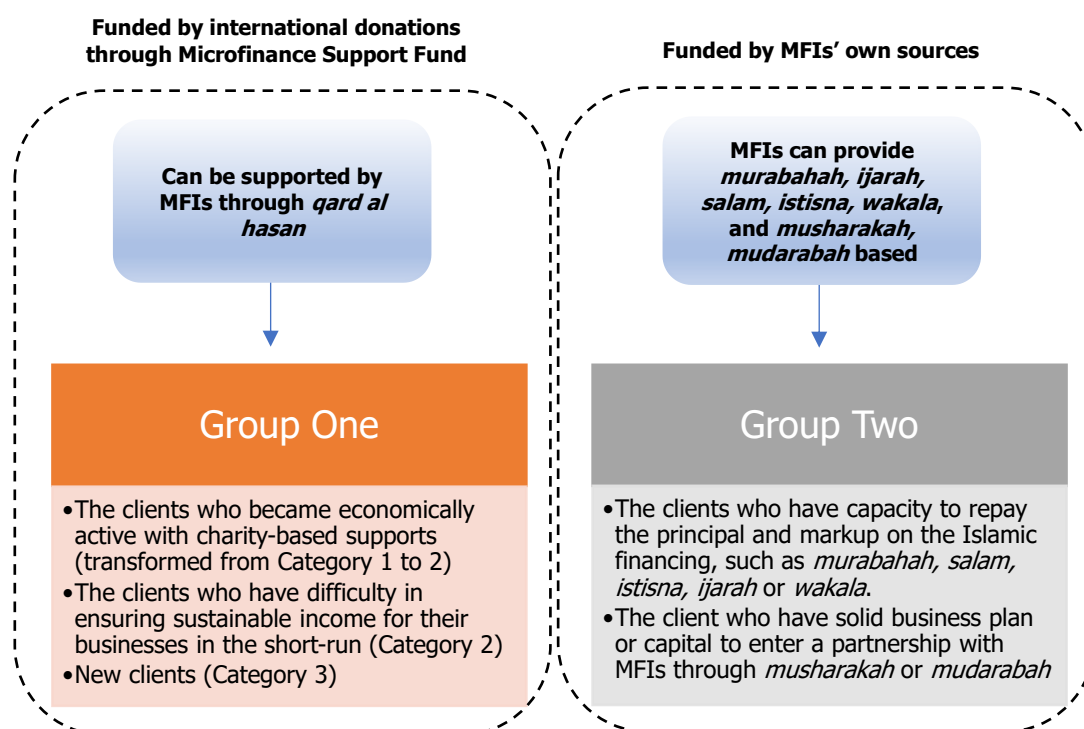 Funded by international donations
through Microfinance Support Fund
Can be supported by
MFIs through qard al
hasan
Group One
•The clients who became economically
active with charity-based supports
(transformed from Category 1 to 2)
•The clients who have difficulty in
ensuring sustainable income for their
businesses in the short-run (Category 2)
•New clients (Category 3)
Funded by MFIs' own sources
MFIs can provide
murabahah, ijarah,
salam, istisna, wakala,
and musharakah,
mudarabah based
Group Two
•The clients who have capacity to repay
the principal and markup on the Islamic
financing, such as murabahah, salam,
istisna, ijarah or wakala.
•The client who have solid business plan
or capital to enter a partnership with
MFIs through musharakah or mudarabah